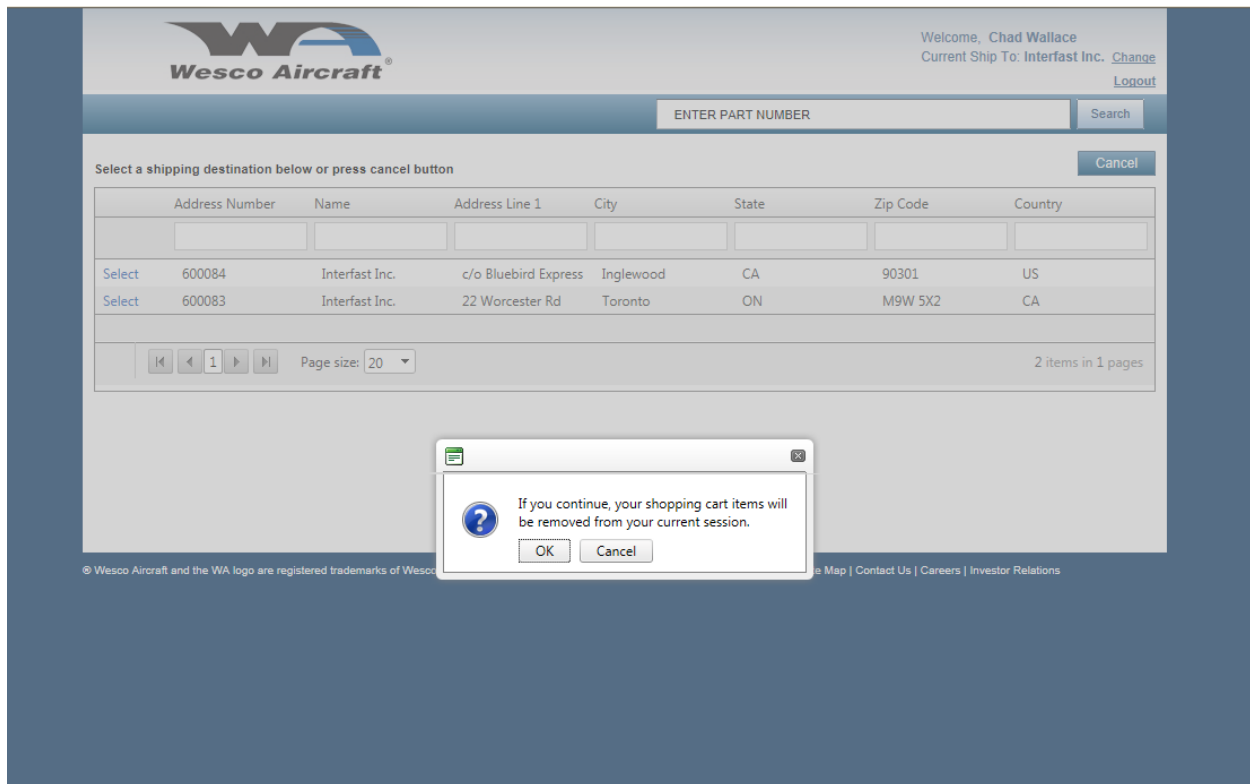 WA
Wesco Aircraft®
Welcome, Chad Wallace
Current Ship To: Interfast Inc. Change
Logout
ENTER PART NUMBER
Search
Select a shipping destination below or press cancel button
Cancel
Address Number Name Address Line 1 City State Zip Code Country
Select 600084 Interfast Inc. c/o Bluebird Express Inglewood CA 90301 US
Select 600083 Interfast Inc. 22 Worcester Rd Toronto ON M9W 5X2 CA
1 Page size: 20 2 items in 1 pages
If you continue, your shopping cart items will
be removed from your current session.
OK Cancel
® Wesco Aircraft and the WA logo are registered trademarks of Map | Contact Us | Careers | Investor Relations